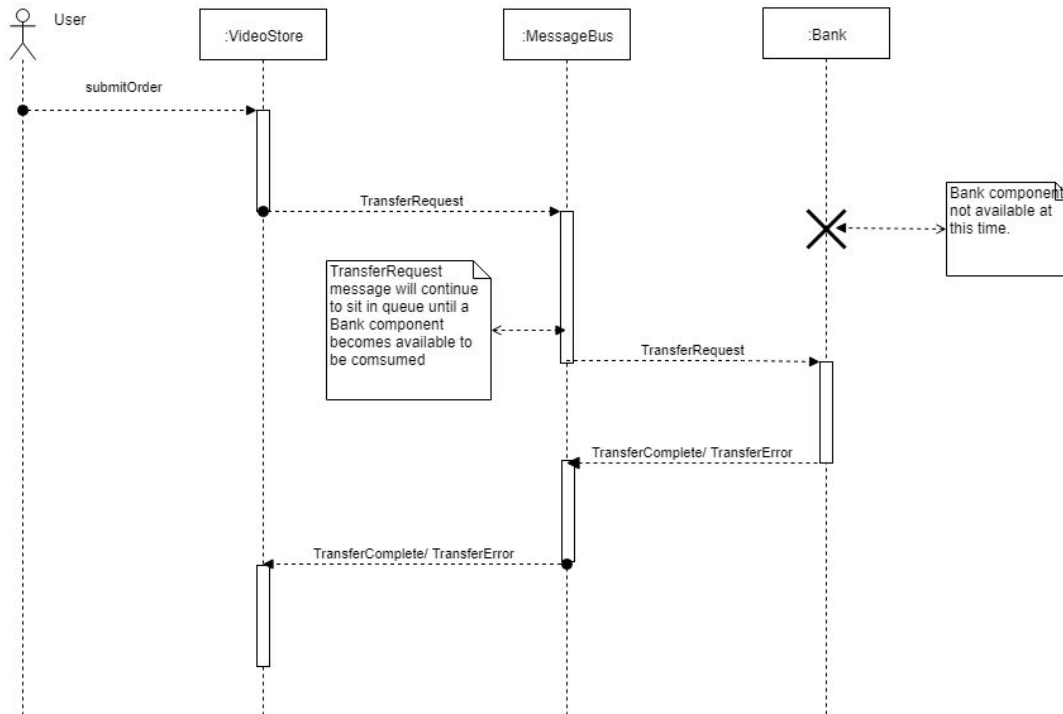 User
:VideoStore
:MessageBus
:Bank
submitOrder
TransferRequest
Bank component
not available at
this time.
TransferRequest
message will continue
to sit in queue until a
Bank component
becomes available to
be comsumed
TransferRequest
TransferComplete/ TransferError
TransferComplete/ TransferError